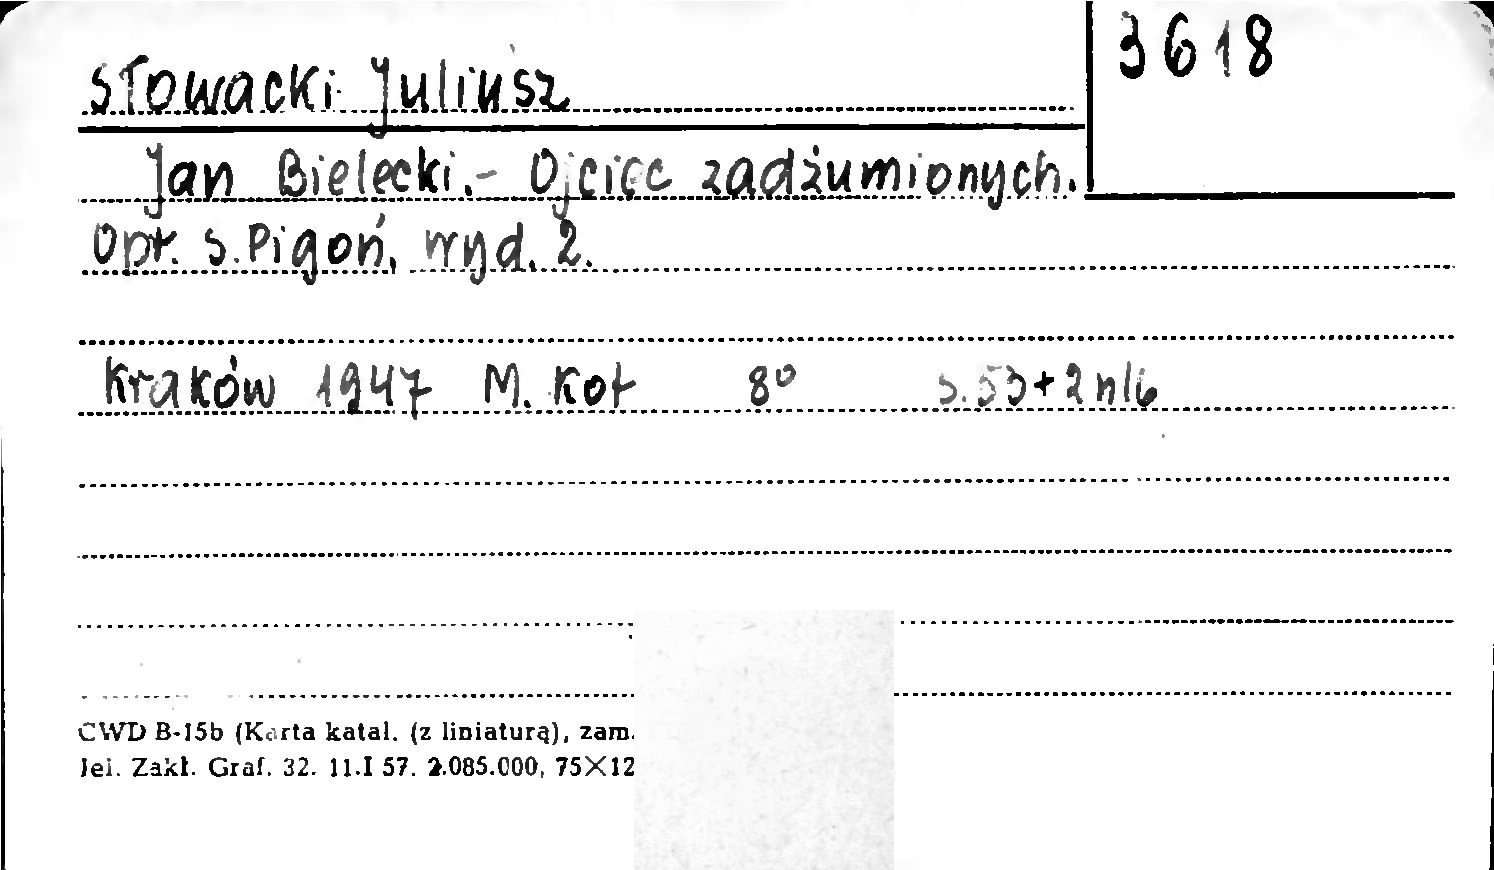 Słowacki Juliusz
3618
Jan Bielecki.- Ojciec zadżumionych.
Opr. S. Pigoń, wyd. 2.
Kraków 1947 M. Kot 8° s. 53+2 nlb
CWD B-15b (Karta katal. (z liniaturą), zam.
Jel. Zakł. Graf. 32. 11.I 57. 2.085.000, 75×12